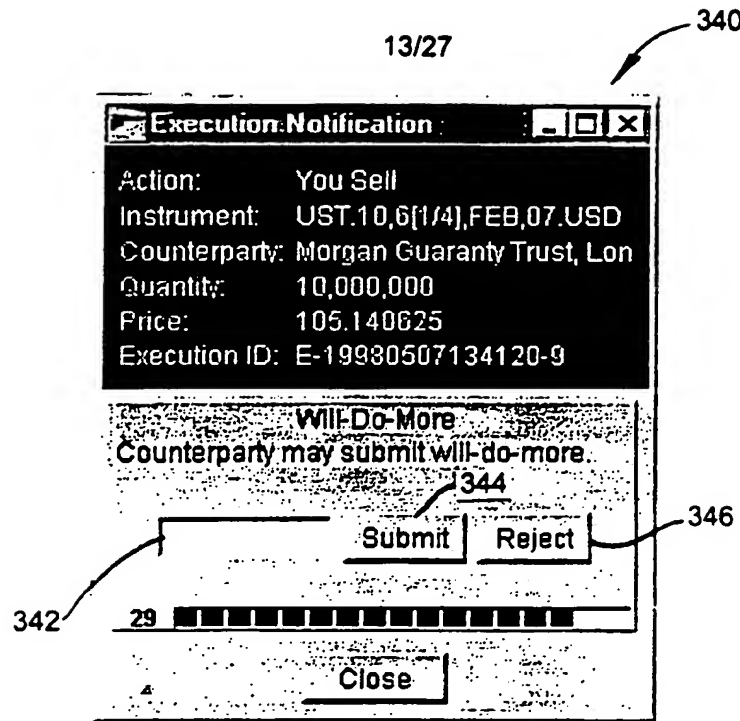 13/27
340
Execution Notification
Action: You Sell
Instrument: UST.10,6[1/4],FEB,07.USD
Counterparty: Morgan Guaranty Trust, Lon
Quantity: 10,000,000
Price: 105.140625
Execution ID: E-19980507134120-9
Will-Do-More
Counterparty may submit will-do-more.
344
Submit Reject 346
342
29
Close